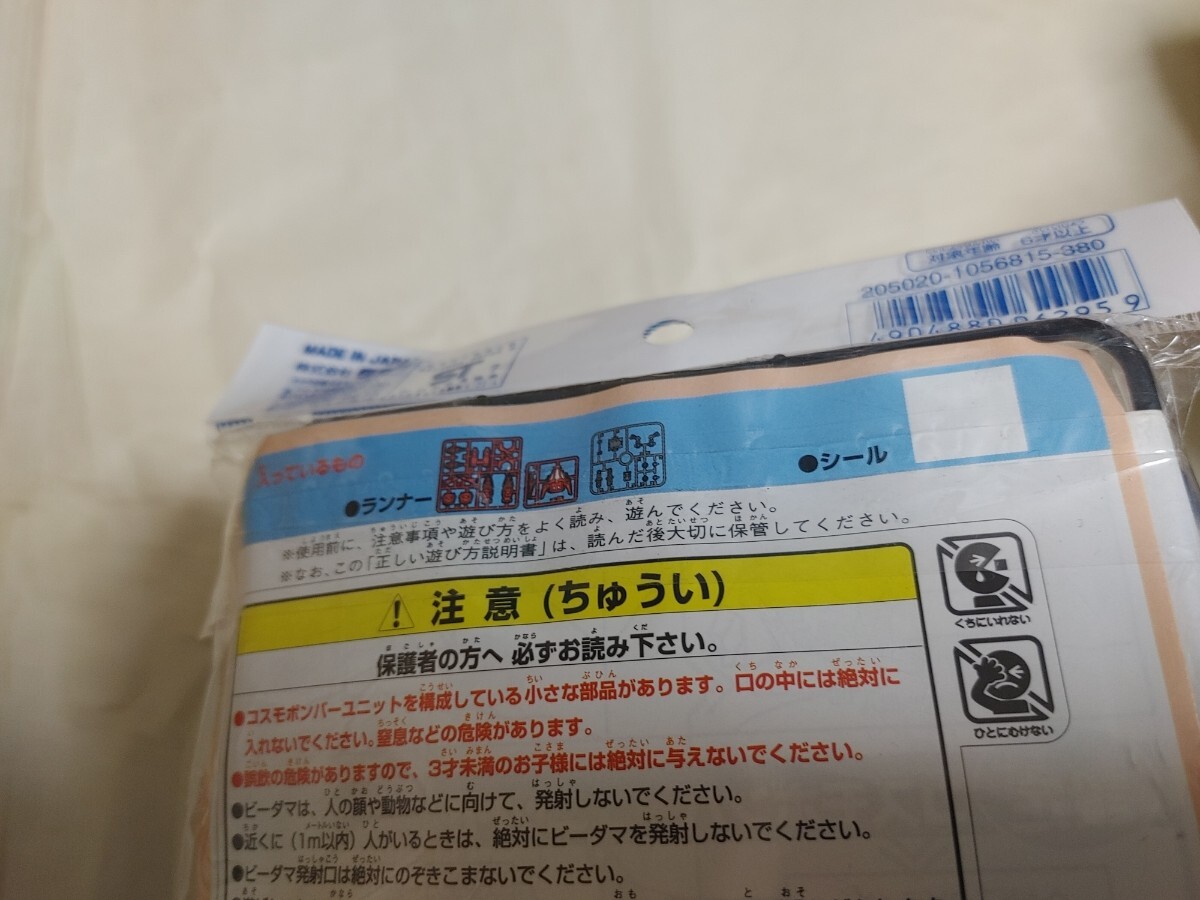 対象年齢 6才以上
205020-1056815-380
MADE IN JAPAN
株式会社
入っているもの
●ランナー
●シール
※使用前に、注意事項や遊び方をよく読み、遊んでください。
※なお、この「正しい遊び方説明書」は、読んだ後大切に保管してください。
注意 (ちゅうい)
保護者の方へ 必ずお読み下さい。
●コスモボンバーユニットを構成している小さな部品があります。口の中には絶対に
入れないでください。窒息などの危険があります。
●誤飲の危険がありますので、3才未満のお子様には絶対に与えないでください。
●ビーダマは、人の顔や動物などに向けて、発射しないでください。
●近くに(1m以内)人がいるときは、絶対にビーダマを発射しないでください。
●ビーダマ発射口は絶対にのぞきこまないでください。
くちにいれない
ひとにむけない